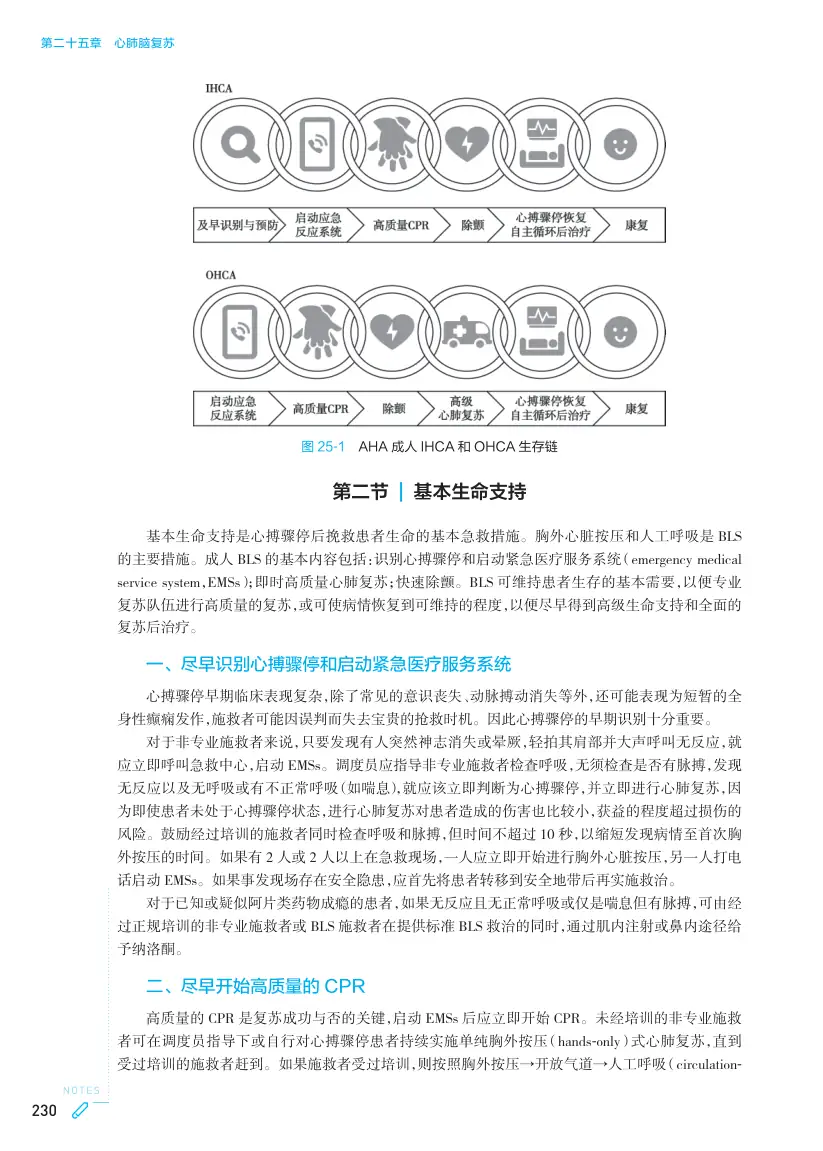 第二十五章 心肺脑复苏
IHCA
及早识别与预防
启动应急
反应系统
高质量CPR
除颤
心搏骤停恢复
自主循环后治疗
康复
OHCA
启动应急
反应系统
高质量CPR
除颤
高级
心肺复苏
心搏骤停恢复
自主循环后治疗
康复
图 25-1 AHA 成人 IHCA 和 OHCA 生存链
第二节 | 基本生命支持
基本生命支持是心搏骤停后挽救患者生命的基本急救措施。胸外心脏按压和人工呼吸是 BLS
的主要措施。成人 BLS 的基本内容包括:识别心搏骤停和启动紧急医疗服务系统(emergency medical
service system,EMSs);即时高质量心肺复苏;快速除颤。BLS 可维持患者生存的基本需要,以便专业
复苏队伍进行高质量的复苏,或可使病情恢复到可维持的程度,以便尽早得到高级生命支持和全面的
复苏后治疗。
一、尽早识别心搏骤停和启动紧急医疗服务系统
心搏骤停早期临床表现复杂,除了常见的意识丧失、动脉搏动消失等外,还可能表现为短暂的全
身性癫痫发作,施救者可能因误判而失去宝贵的抢救时机。因此心搏骤停的早期识别十分重要。
对于非专业施救者来说,只要发现有人突然神志消失或晕厥,轻拍其肩部并大声呼叫无反应,就
应立即呼叫急救中心,启动 EMSs。调度员应指导非专业施救者检查呼吸,无须检查是否有脉搏,发现
无反应以及无呼吸或有不正常呼吸(如喘息),就应该立即判断为心搏骤停,并立即进行心肺复苏,因
为即使患者未处于心搏骤停状态,进行心肺复苏对患者造成的伤害也比较小,获益的程度超过损伤的
风险。鼓励经过培训的施救者同时检查呼吸和脉搏,但时间不超过 10 秒,以缩短发现病情至首次胸
外按压的时间。如果有 2 人或 2 人以上在急救现场,一人应立即开始进行胸外心脏按压,另一人打电
话启动 EMSs。如果事发现场存在安全隐患,应首先将患者转移到安全地带后再实施救治。
对于已知或疑似阿片类药物成瘾的患者,如果无反应且无正常呼吸或仅是喘息但有脉搏,可由经
过正规培训的非专业施救者或 BLS 施救者在提供标准 BLS 救治的同时,通过肌内注射或鼻内途径给
予纳洛酮。
二、尽早开始高质量的 CPR
高质量的 CPR 是复苏成功与否的关键,启动 EMSs 后应立即开始 CPR。未经培训的非专业施救
者可在调度员指导下或自行对心搏骤停患者持续实施单纯胸外按压(hands-only)式心肺复苏,直到
受过培训的施救者赶到。如果施救者受过培训,则按照胸外按压→开放气道→人工呼吸(circulation-
NOTES
230